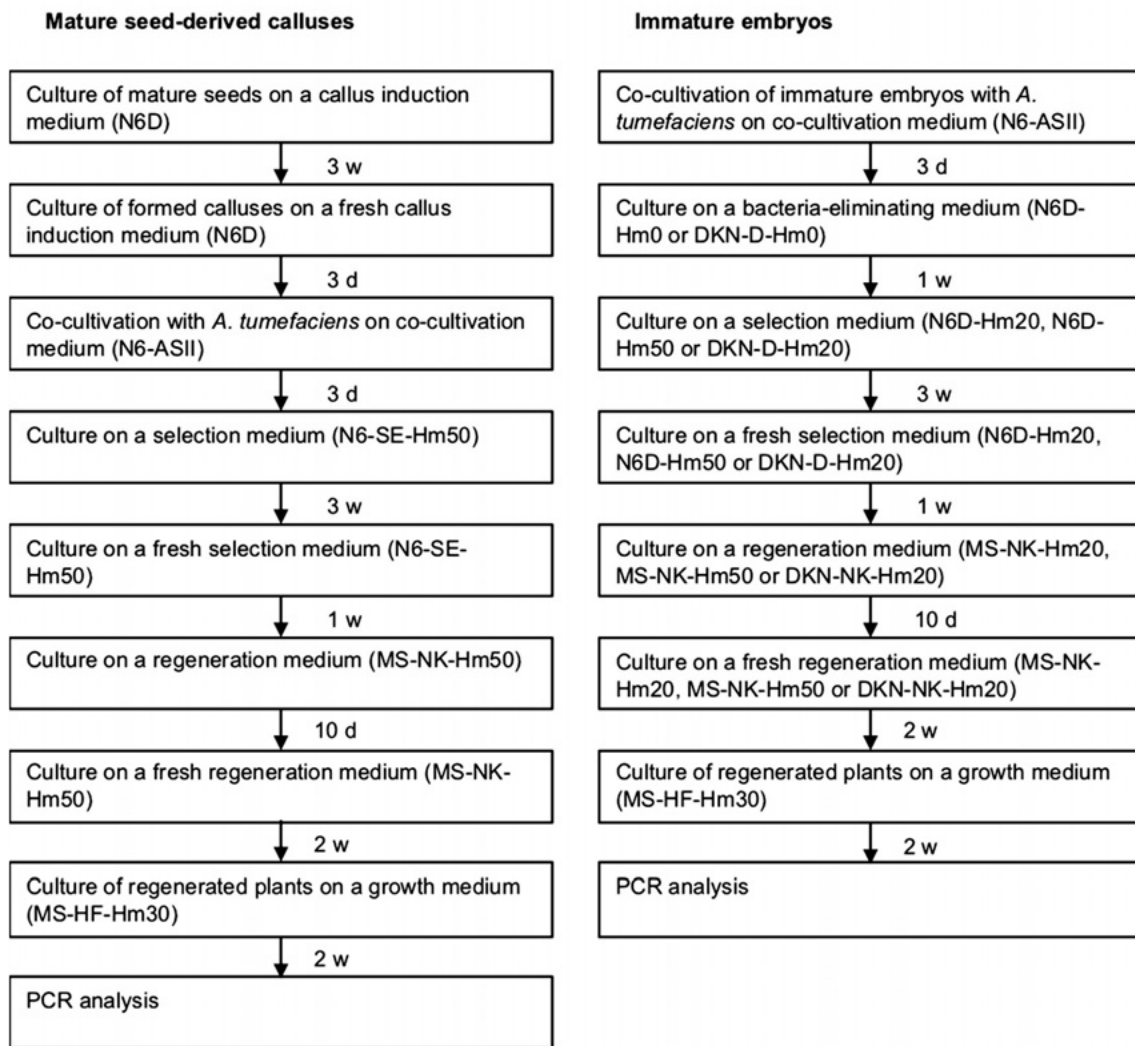 Mature seed-derived calluses
Culture of mature seeds on a callus induction
medium (N6D)
3 w
Culture of formed calluses on a fresh callus
induction medium (N6D)
3 d
Co-cultivation with A. tumefaciens on co-cultivation
medium (N6-ASII)
3 d
Culture on a selection medium (N6-SE-Hm50)
3 w
Culture on a fresh selection medium (N6-SE-
Hm50)
1 w
Culture on a regeneration medium (MS-NK-Hm50)
10 d
Culture on a fresh regeneration medium (MS-NK-
Hm50)
2 w
Culture of regenerated plants on a growth medium
(MS-HF-Hm30)
2 w
PCR analysis
Immature embryos
Co-cultivation of immature embryos with A.
tumefaciens on co-cultivation medium (N6-ASII)
3 d
Culture on a bacteria-eliminating medium (N6D-
Hm0 or DKN-D-Hm0)
1 w
Culture on a selection medium (N6D-Hm20, N6D-
Hm50 or DKN-D-Hm20)
3 w
Culture on a fresh selection medium (N6D-Hm20,
N6D-Hm50 or DKN-D-Hm20)
1 w
Culture on a regeneration medium (MS-NK-Hm20,
MS-NK-Hm50 or DKN-NK-Hm20)
10 d
Culture on a fresh regeneration medium (MS-NK-
Hm20, MS-NK-Hm50 or DKN-NK-Hm20)
2 w
Culture of regenerated plants on a growth medium
(MS-HF-Hm30)
2 w
PCR analysis